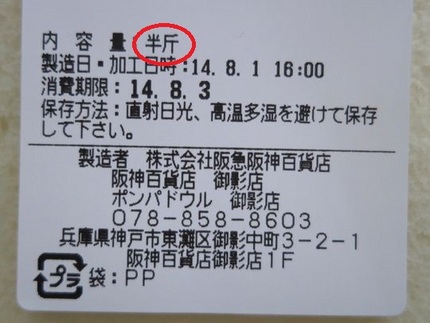 内 容 量 半斤
製造日・加工日時:14.8.1 16:00
消費期限:14.8.3
保存方法:直射日光、高温多湿を避けて保存
して下さい。
製造者 株式会社阪急阪神百貨店
阪神百貨店 御影店
ポンパドウル 御影店
078-858-8603
兵庫県神戸市東灘区御影中町3-2-1
阪神百貨店御影店1F
プラ 袋:PP